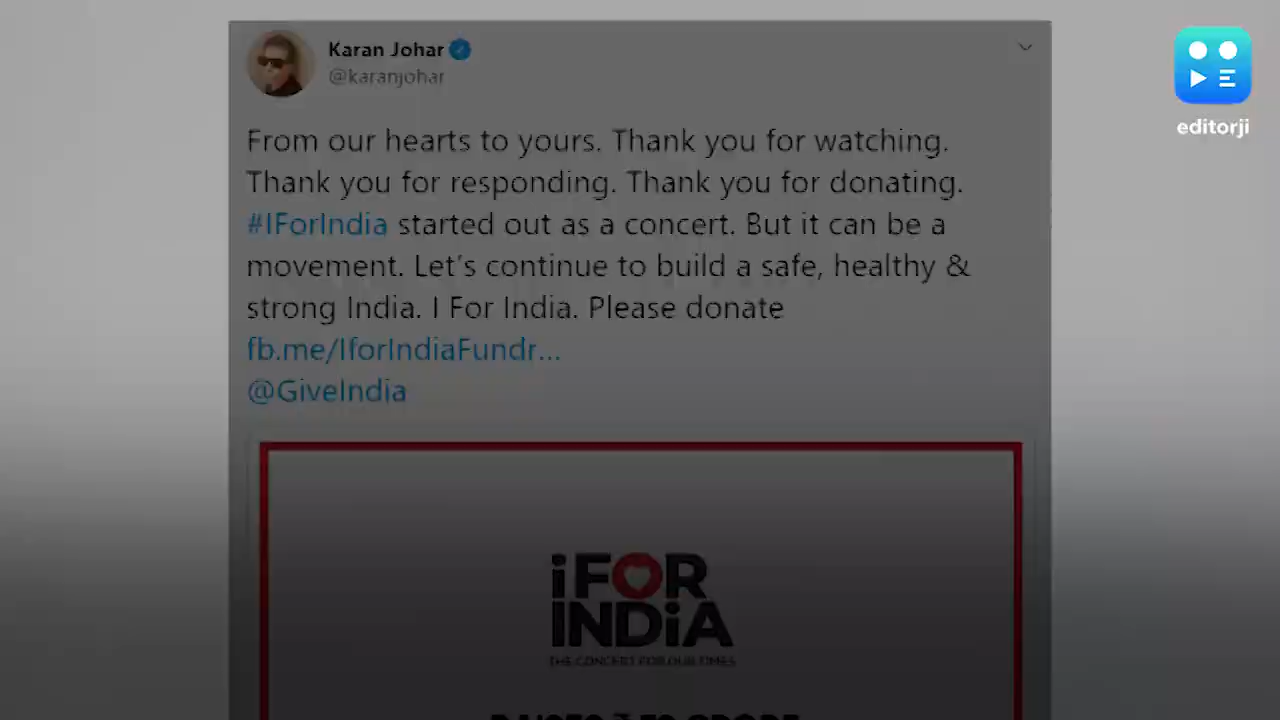 Karan Johar
@karanjohar
editorji
From our hearts to yours. Thank you for watching.
Thank you for responding. Thank you for donating.
#IForIndia started out as a concert. But it can be a
movement. Let's continue to build a safe, healthy &
strong India. I For India. Please donate
fb.me/IforIndiaFundr...
@GiveIndia
iFOR
INDiA
THE CONCERT FOR OUR TIMES